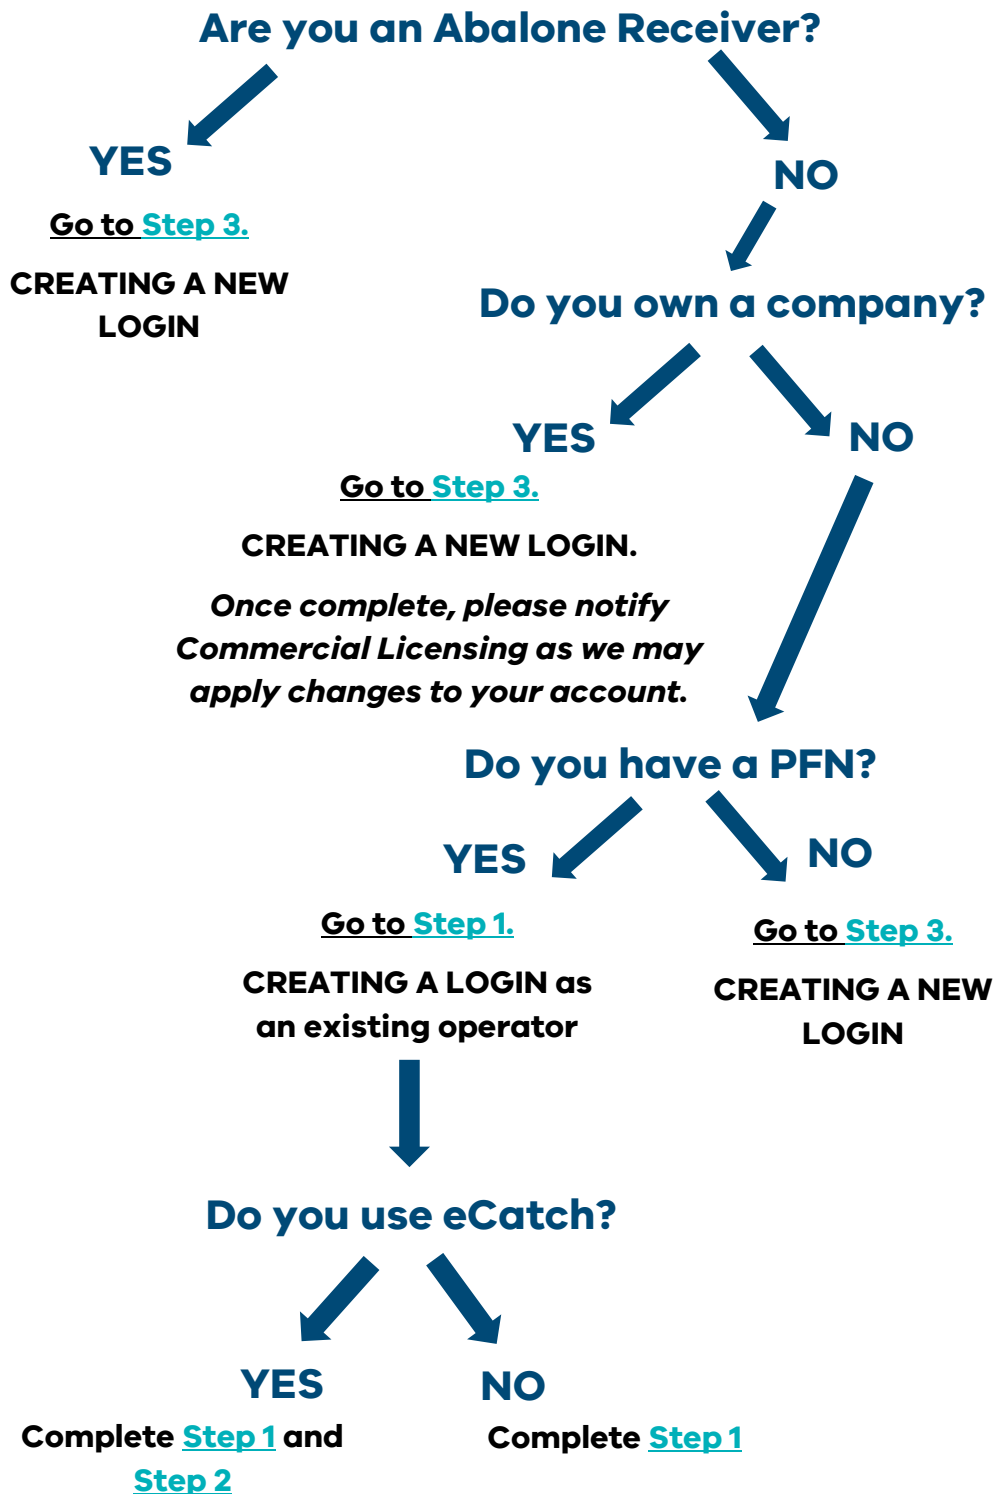 Are you an Abalone Receiver?
YES
NO
Go to Step 3.
CREATING A NEW
LOGIN
Do you own a company?
YES
NO
Go to Step 3.
CREATING A NEW LOGIN.
Once complete, please notify
Commercial Licensing as we may
apply changes to your account.
Do you have a PFN?
YES
NO
Go to Step 1.
CREATING A LOGIN as
an existing operator
Go to Step 3.
CREATING A NEW
LOGIN
Do you use eCatch?
YES
NO
Complete Step 1 and
Step 2
Complete Step 1